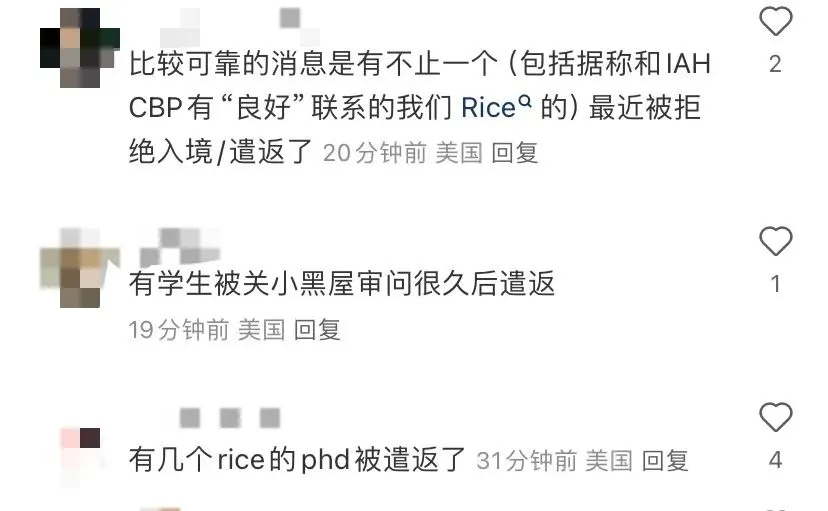 比较可靠的消息是有不止一个（包括据称和IAH
2
CBP有“良好”联系的我们 Rice 的）最近被拒
绝入境/遣返了 20分钟前 美国 回复
有学生被关小黑屋审问很久后遣返
1
19分钟前 美国 回复
有几个rice的phd被遣返了 31分钟前 美国 回复
4